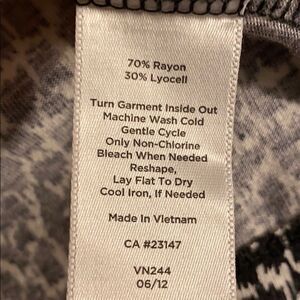 70% Rayon
30% Lyocell
Turn Garment Inside Out
Machine Wash Cold
Gentle Cycle
Only Non-Chlorine
Bleach When Needed
Reshape,
Lay Flat To Dry
Cool Iron, If Needed
Made In Vietnam
CA #23147
VN244
06/12